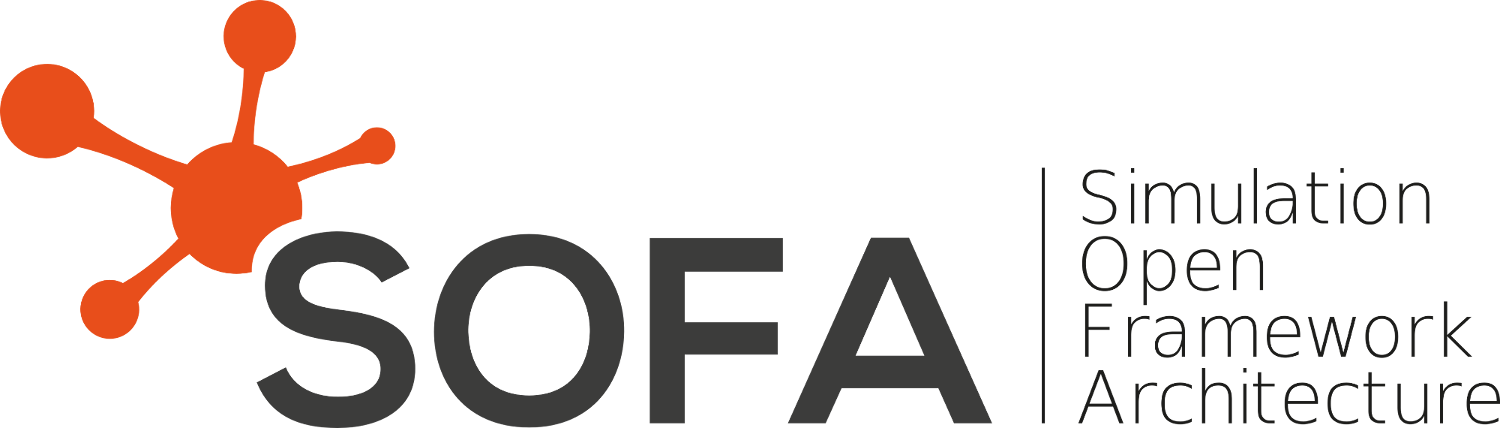 SOFA
Simulation
Open
Framework
Architecture